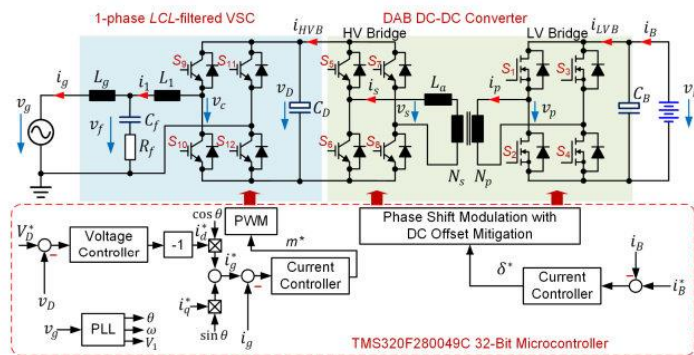 1-phase LCL-filtered VSC
DAB DC-DC Converter
i_HVB
HV Bridge
LV Bridge
i_LVB
i_B
S_9
S_11
S_5
S_7
S_1
S_3
i_g
L_g
i_1
L_1
i_s
L_a
i_p
v_g
v_f
C_f
R_f
v_c
v_D
C_D
v_s
v_p
C_B
S_10
S_12
S_6
S_8
N_s
N_p
S_2
S_4
cos θ
PWM
Phase Shift Modulation with
DC Offset Mitigation
V_D^*
Voltage
Controller
-1
i_d^*
m^*
i_g^*
Current
Controller
δ^*
Current
Controller
i_B
i_B^*
v_D
i_q^*
sin θ
i_g
v_g
PLL
θ
ω
V_1
TMS320F280049C 32-Bit Microcontroller